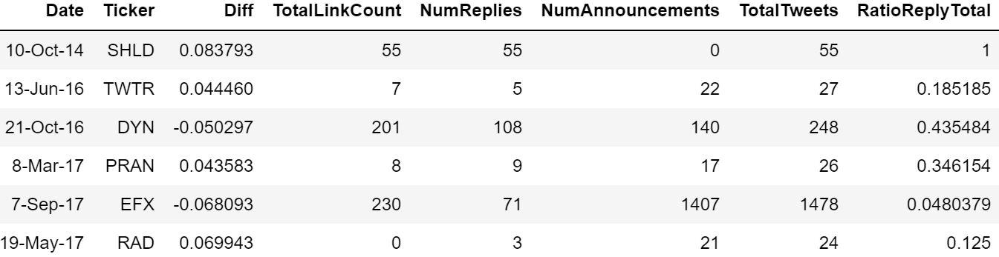 Date Ticker Diff TotalLinkCount NumReplies NumAnnouncements TotalTweets RatioReplyTotal
10-Oct-14 SHLD 0.083793 55 55 0 55 1
13-Jun-16 TWTR 0.044460 7 5 22 27 0.185185
21-Oct-16 DYN -0.050297 201 108 140 248 0.435484
8-Mar-17 PRAN 0.043583 8 9 17 26 0.346154
7-Sep-17 EFX -0.068093 230 71 1407 1478 0.0480379
19-May-17 RAD 0.069943 0 3 21 24 0.125